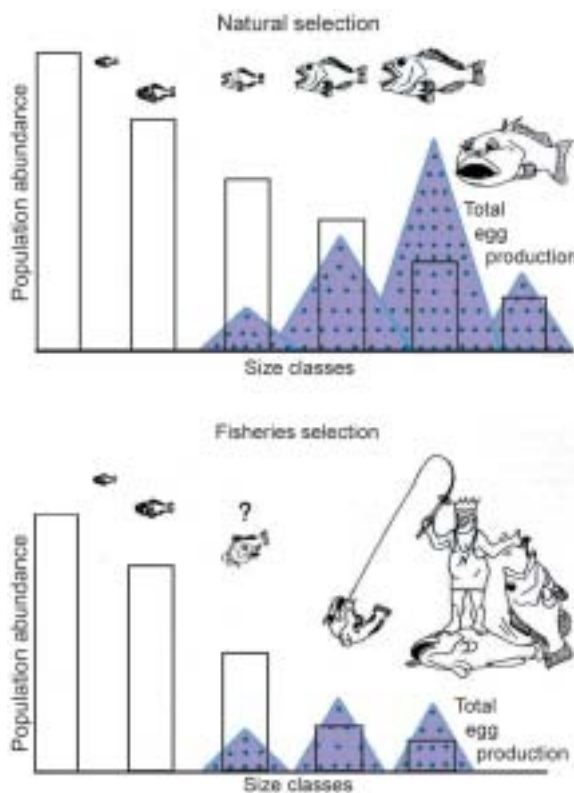 Natural selection
Population abundance
Total
egg
production
Size classes
Fisheries selection
?
Population abundance
Total
egg
production
Size classes